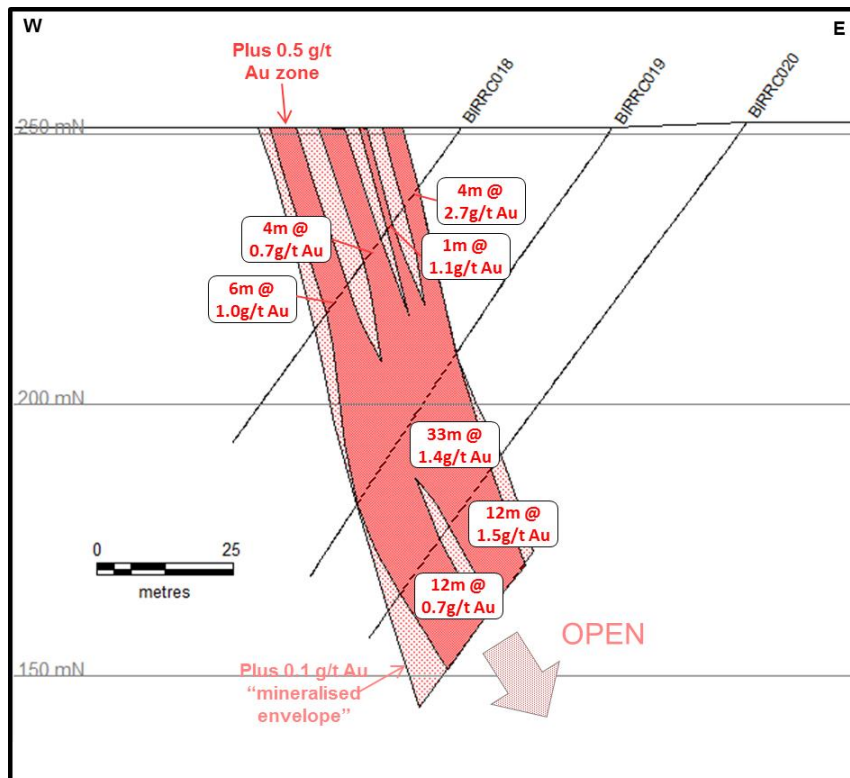 W
E
Plus 0.5 g/t
Au zone
BIRRC018
BIRRC019
BIRRC020
250 mN
4m @
2.7g/t Au
4m @
0.7g/t Au
1m @
1.1g/t Au
6m @
1.0g/t Au
200 mN
33m @
1.4g/t Au
12m @
1.5g/t Au
0 25
metres
12m @
0.7g/t Au
OPEN
Plus 0.1 g/t Au
“mineralised
envelope”
150 mN